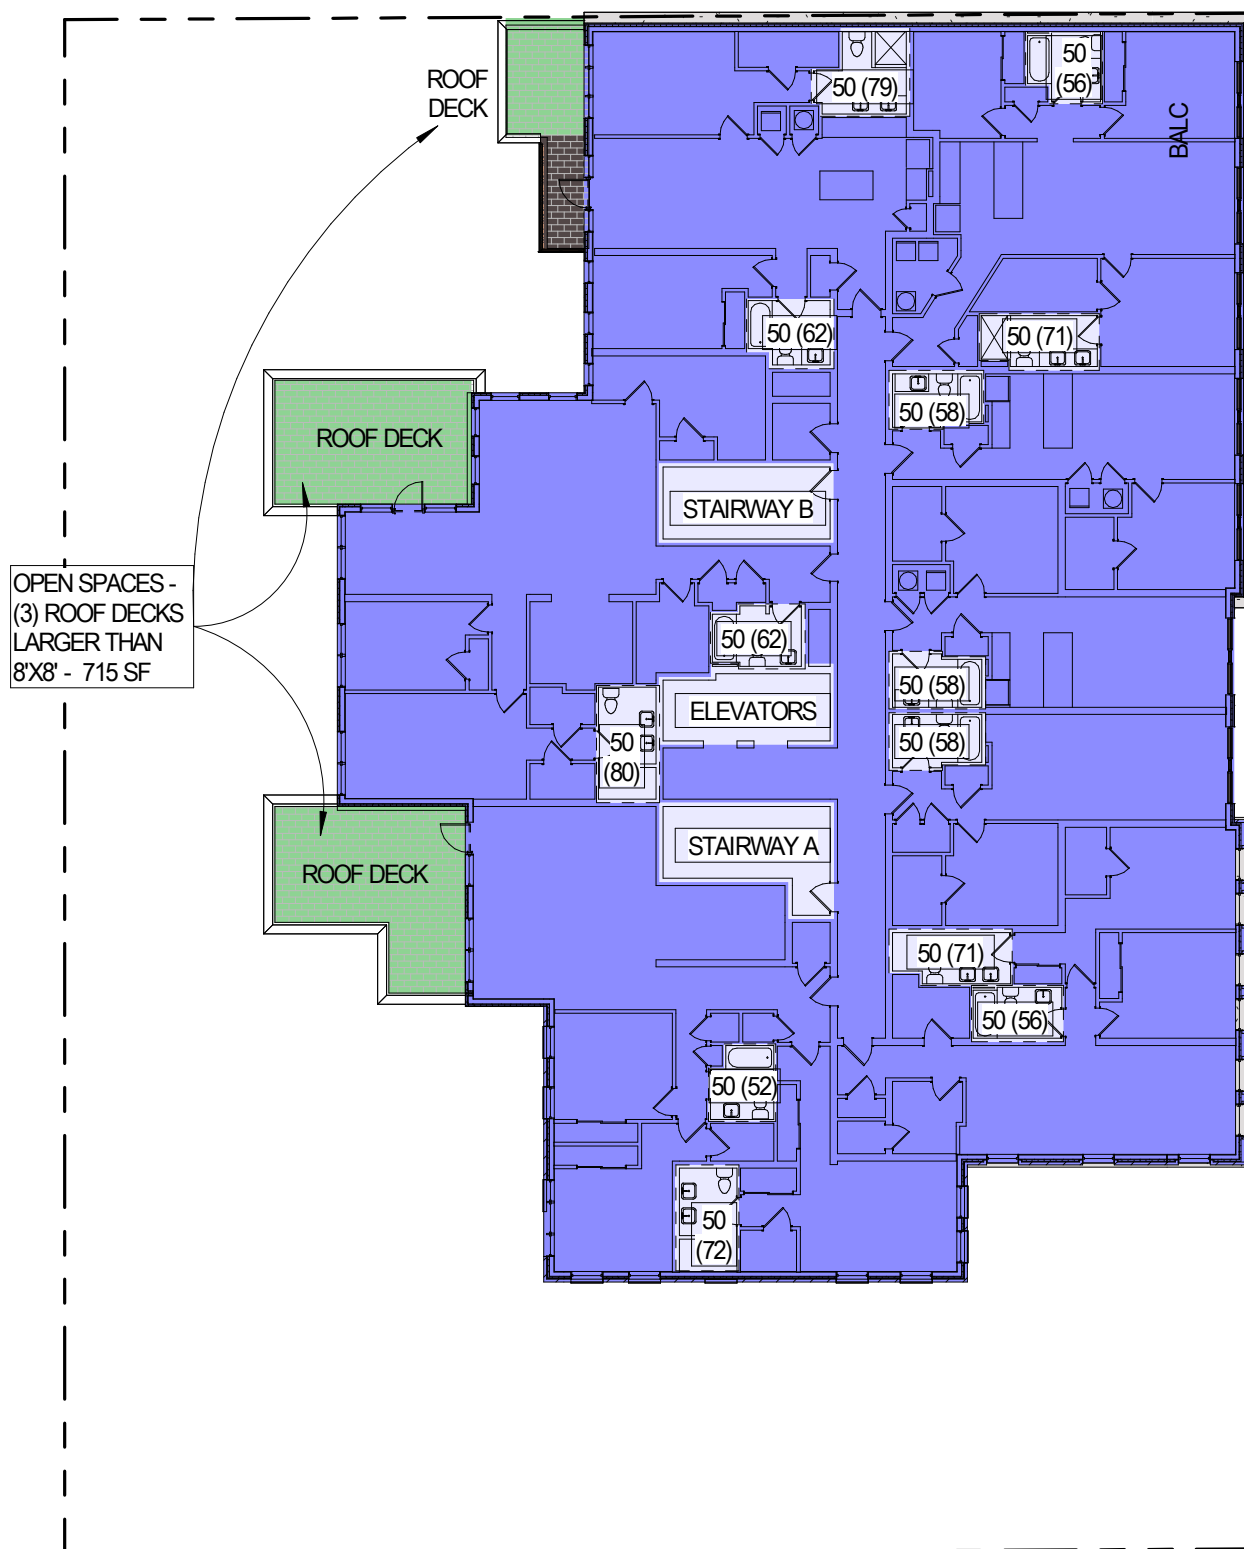 50
(56)
ROOF
DECK
50 (79)
BALC
50 (62)
50 (71)
50 (58)
ROOF DECK
STAIRWAY B
OPEN SPACES -
(3) ROOF DECKS
LARGER THAN
8'X8' - 715 SF
50 (62)
50 (58)
ELEVATORS
50
(80)
50 (58)
STAIRWAY A
ROOF DECK
50 (71)
50 (56)
50 (52)
50
(72)